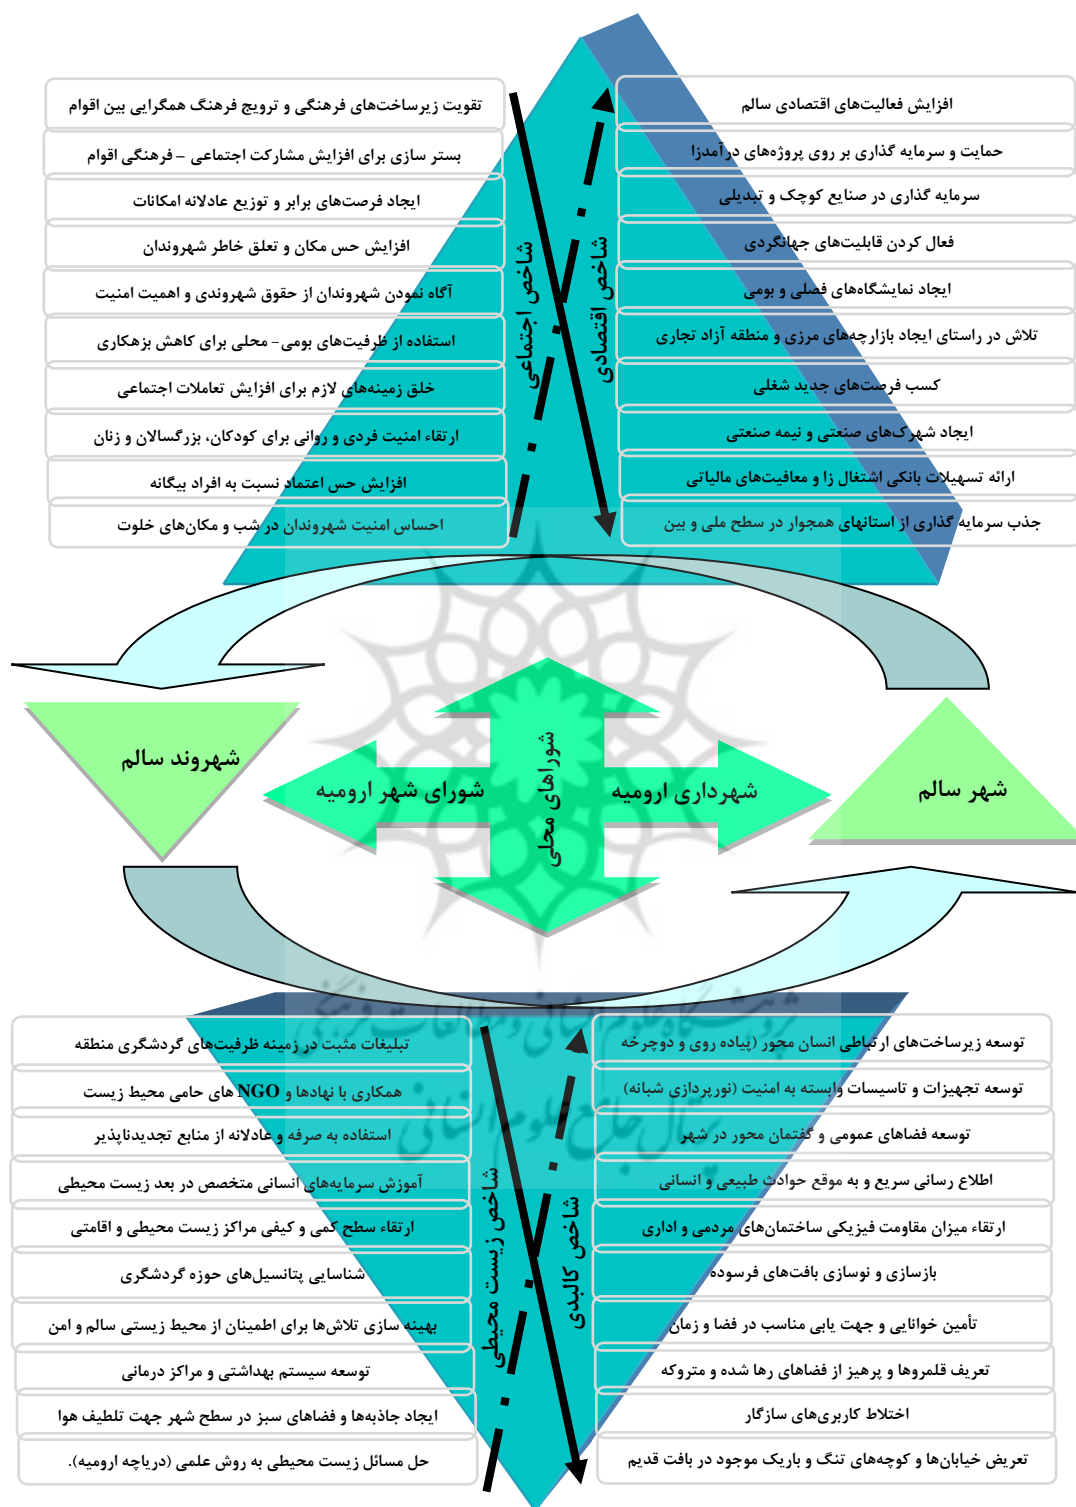 افزایش فعالیت‌های اقتصادی سالم
حمایت و سرمایه گذاری بر روی پروژه‌های درآمدزا
سرمایه گذاری در صنایع کوچک و تبدیلی
فعال کردن قابلیت‌های جهانگردی
ایجاد نمایشگاه‌های فصلی و بومی
تلاش در راستای ایجاد بازارچه‌های مرزی و منطقه آزاد تجاری
کسب فرصت‌های جدید شغلی
ایجاد شهرک‌های صنعتی و نیمه صنعتی
ارائه تسهیلات بانکی اشتغال زا و معافیت‌های مالیاتی
جذب سرمایه گذاری از استانهای همجوار در سطح ملی و بین
شاخص اقتصادی
شاخص اجتماعی
تقویت زیرساخت‌های فرهنگی و ترویج فرهنگ همگرایی بین اقوام
بستر سازی برای افزایش مشارکت اجتماعی – فرهنگی اقوام
ایجاد فرصت‌های برابر و توزیع عادلانه امکانات
افزایش حس مکان و تعلق خاطر شهروندان
آگاه نمودن شهروندان از حقوق شهروندی و اهمیت امنیت
استفاده از ظرفیت‌های بومی- محلی برای کاهش بزهکاری
خلق زمینه‌های لازم برای افزایش تعاملات اجتماعی
ارتقاء امنیت فردی و روانی برای کودکان، بزرگسالان و زنان
افزایش حس اعتماد نسبت به افراد بیگانه
احساس امنیت شهروندان در شب و مکان‌های خلوت
شهر سالم
شهرداری ارومیه
شوراهای محلی
شورای شهر ارومیه
شهروند سالم
پژوهشگاه علوم انسانی و مطالعات فرهنگی
پرتال جامع علوم انسانی
توسعه زیرساخت‌های ارتباطی انسان محور (پیاده روی و دوچرخه
توسعه تجهیزات و تاسیسات وابسته به امنیت (نورپردازی شبانه)
توسعه فضاهای عمومی و گفتمان محور در شهر
اطلاع رسانی سریع و به موقع حوادث طبیعی و انسانی
ارتقاء میزان مقاومت فیزیکی ساختمان‌های مردمی و اداری
بازسازی و نوسازی بافت‌های فرسوده
تأمین خوانایی و جهت یابی مناسب در فضا و زمان
تعریف قلمروها و پرهیز از فضاهای رها شده و متروکه
اختلاط کاربری‌های سازگار
تعریض خیابان‌ها و کوچه‌های تنگ و باریک موجود در بافت قدیم
شاخص کالبدی
شاخص زیست محیطی
تبلیغات مثبت در زمینه ظرفیت‌های گردشگری منطقه
همکاری با نهادها و NGO های حامی محیط زیست
استفاده به صرفه و عادلانه از منابع تجدیدناپذیر
آموزش سرمایه‌های انسانی متخصص در بعد زیست محیطی
ارتقاء سطح کمی و کیفی مراکز زیست محیطی و اقامتی
شناسایی پتانسیل‌های حوزه گردشگری
بهینه سازی تلاش‌ها برای اطمینان از محیط زیستی سالم و امن
توسعه سیستم بهداشتی و مراکز درمانی
ایجاد جاذبه‌ها و فضاهای سبز در سطح شهر جهت تلطیف هوا
حل مسائل زیست محیطی به روش علمی (دریاچه ارومیه).